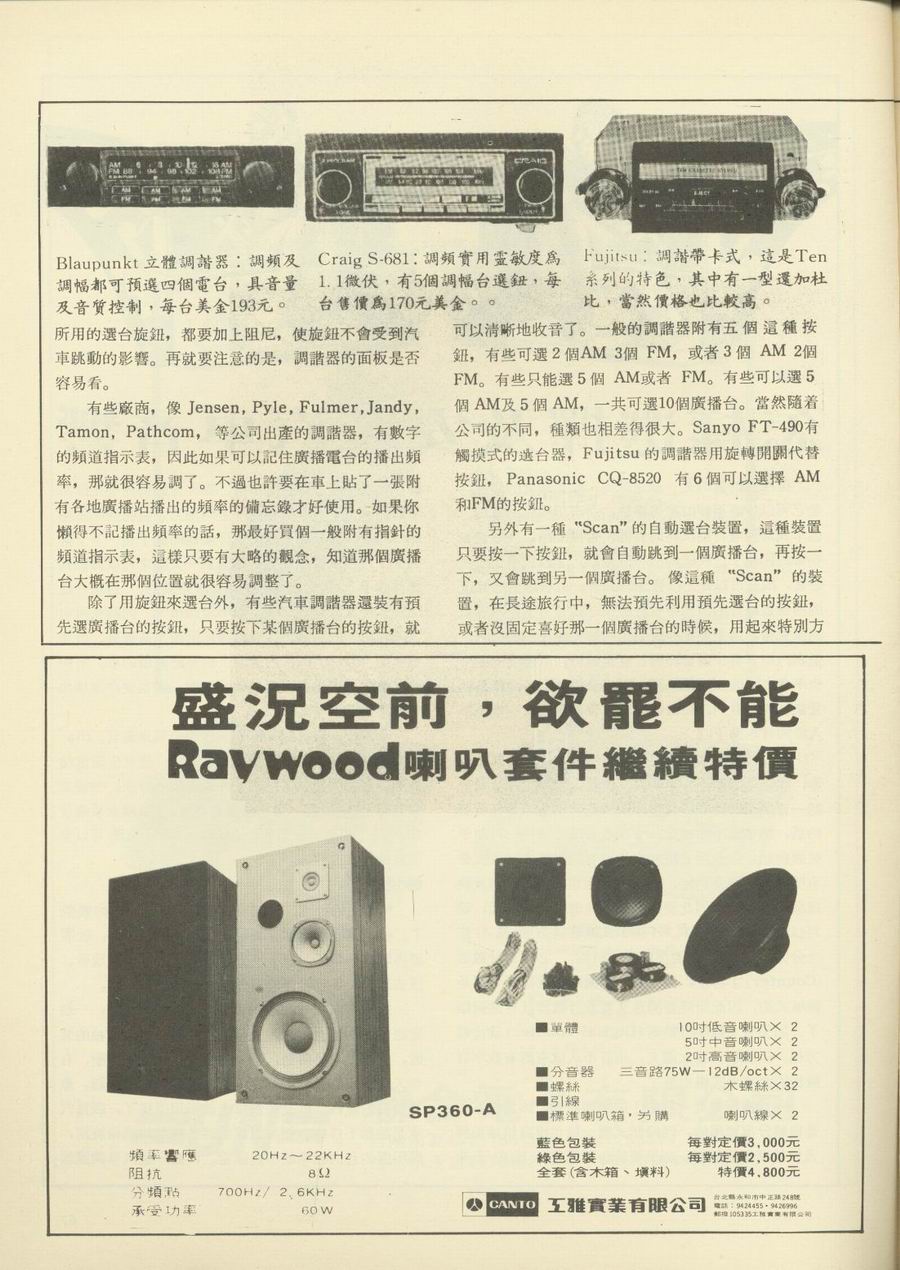 Blaupunkt 立體調諧器：調頻及
調幅都可預選四個電台，具音量
及音質控制，每台美金193元。
Craig S-681：調頻實用靈敏度爲
1.1微伏，有5個調幅台選鈕，每
台售價爲170元美金。。
Fujitsu：調諧帶卡式，這是Ten
系列的特色，其中有一型還加杜
比，當然價格也比較高。
所用的選台旋鈕，都要加上阻尼，使旋鈕不會受到汽
車跳動的影響。再就要注意的是，調諧器的面板是否
容易看。
有些廠商，像 Jensen, Pyle, Fulmer, Jandy,
Tamon, Pathcom, 等公司出產的調諧器，有數字
的頻道指示表，因此如果可以記住廣播電台的播出頻
率，那就很容易調了。不過也許要在車上貼了一張附
有各地廣播站播出的頻率的備忘錄才好使用。如果你
懶得不記播出頻率的話，那最好買個一般附有指針的
頻道指示表，這樣只要有大略的觀念，知道那個廣播
台大概在那個位置就很容易調整了。
除了用旋鈕來選台外，有些汽車調諧器還裝有預
先選廣播台的按鈕，只要按下某個廣播台的按鈕，就
可以清晰地收音了。一般的調諧器附有五個這種按
鈕，有些可選2個AM 3個 FM，或者3個 AM 2個
FM。有些只能選5個 AM或者 FM。有些可以選5
個 AM及5個 AM，一共可選10個廣播台。當然隨着
公司的不同，種類也相差得很大。Sanyo FT-490有
觸摸式的選台器，Fujitsu 的調諧器用旋轉開關代替
按鈕，Panasonic CQ-8520 有6個可以選擇 AM
和FM的按鈕。
另外有一種 "Scan" 的自動選台裝置，這種裝置
只要按一下按鈕，就會自動跳到一個廣播台，再按一
下，又會跳到另一個廣播台。像這種 "Scan" 的裝
置，在長途旅行中，無法預先利用預先選台的按鈕，
或者沒固定喜好那一個廣播台的時候，用起來特別方
盛況空前，欲罷不能
Raywood喇叭套件繼續特價
SP360-A
頻率響應 20Hz～22KHz
阻抗 8Ω
分頻點 700Hz/ 2,6KHz
承受功率 60W
■單體 10吋低音喇叭× 2
5吋中音喇叭× 2
2吋高音喇叭× 2
■分音器 三音路75W—12dB/oct× 2
■螺絲 木螺絲×32
■引線
■標準喇叭箱，另購 喇叭線× 2
藍色包裝 每對定價3,000元
綠色包裝 每對定價2,500元
全套(含木箱、塡料) 特價4,800元
CANTO 工雅實業有限公司
台北縣永和市中正路248號
電話：9424455・9426996
郵撥105335工雅實業有限公司